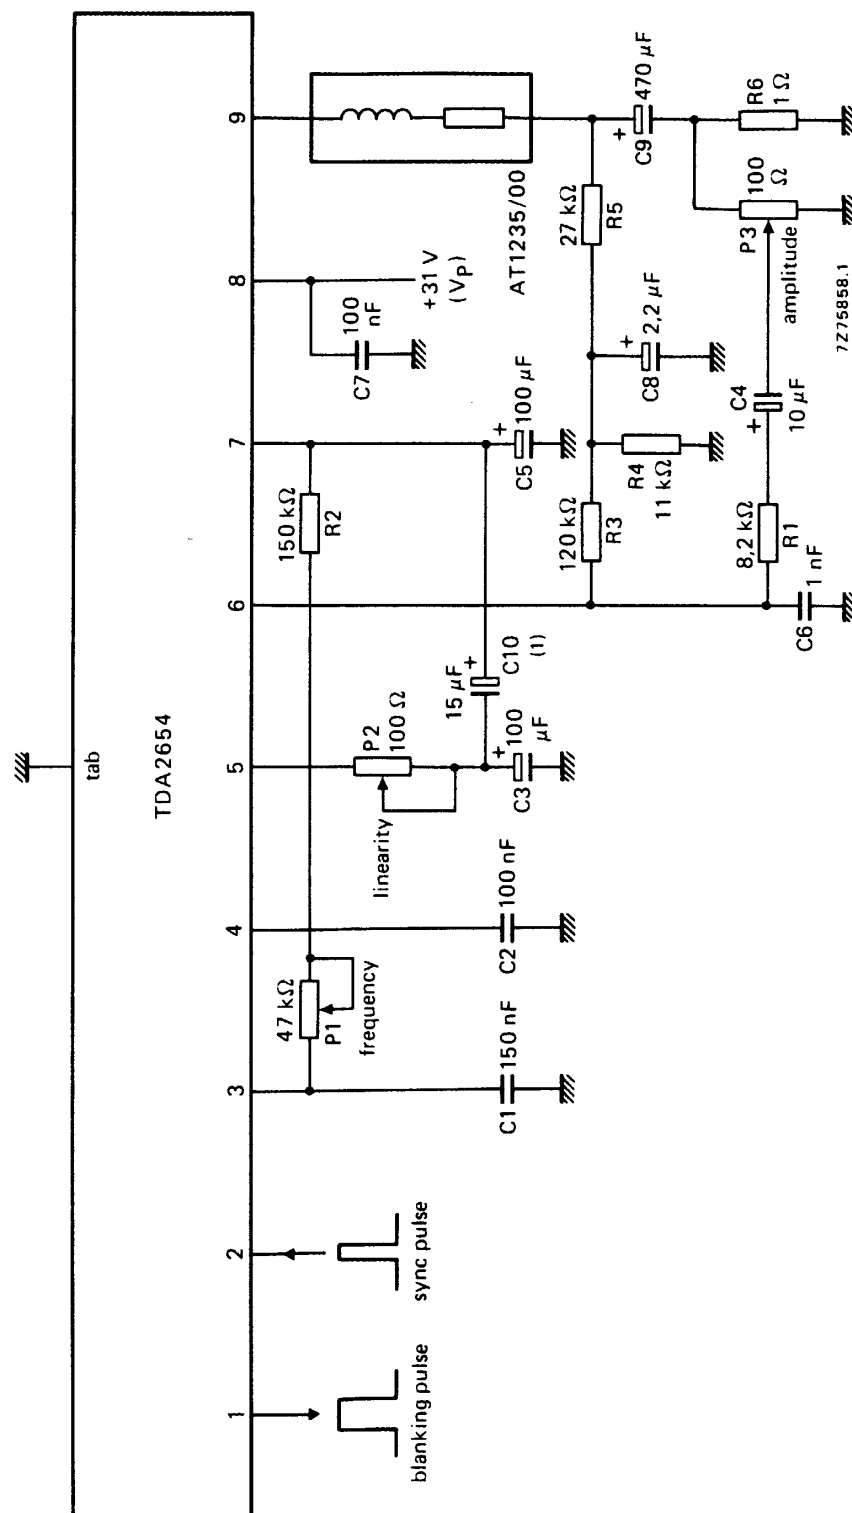 TDA2654
tab
1
2
3
4
5
6
7
8
9
blanking pulse
sync pulse
47 kΩ
P1
frequency
C1
150 nF
C2
100 nF
linearity
P2
100 Ω
+
C3
100
μF
15 μF
+
C10
(1)
150 kΩ
R2
+
C5
100 μF
C7
100
nF
+31 V
(VP)
AT1235/00
120 kΩ
R3
R4
11 kΩ
+
C8
2,2 μF
27 kΩ
R5
+
C9
470 μF
C6
1 nF
8,2 kΩ
R1
+
C4
10 μF
amplitude
P3
100
Ω
R6
1 Ω
7Z75858.1